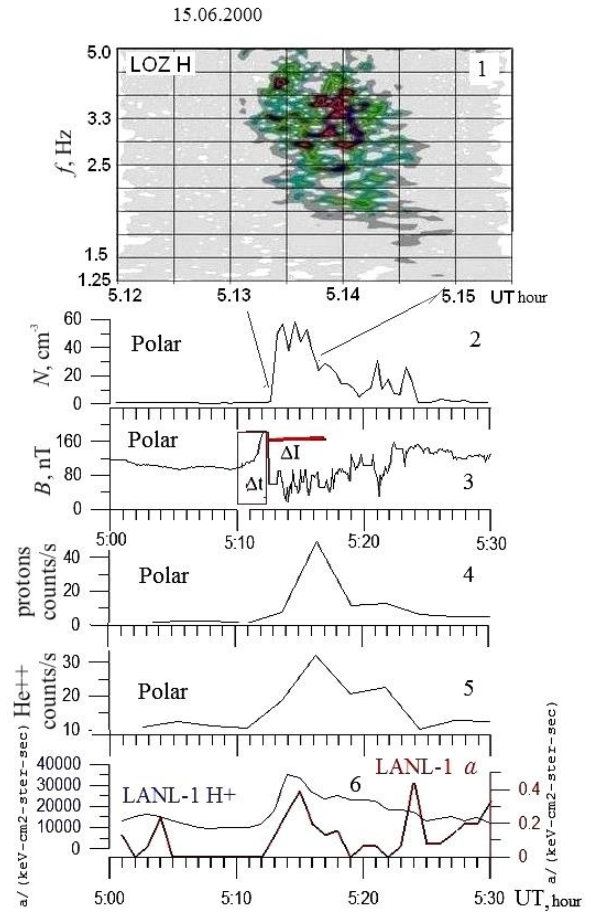 15.06.2000
LOZ H
1
f, Hz
5.0
3.3
2.5
1.5
1.25
5.12 5.13 5.14 5.15 UT hour
N, cm-3
60
40
20
0
Polar
2
B, nT
160
80
0
Polar
Δt
ΔI
3
5:00 5:10 5:20 5:30
protons
counts/s
40
20
0
Polar
4
He++
counts/s
30
20
10
Polar
5
a/(keV-cm2-ster-sec)
40000
30000
20000
10000
0
LANL-1 H+
6
LANL-1 a
0.4
0.2
0
a/(keV-cm2-ster-sec)
5:00 5:10 5:20 5:30 UT, hour